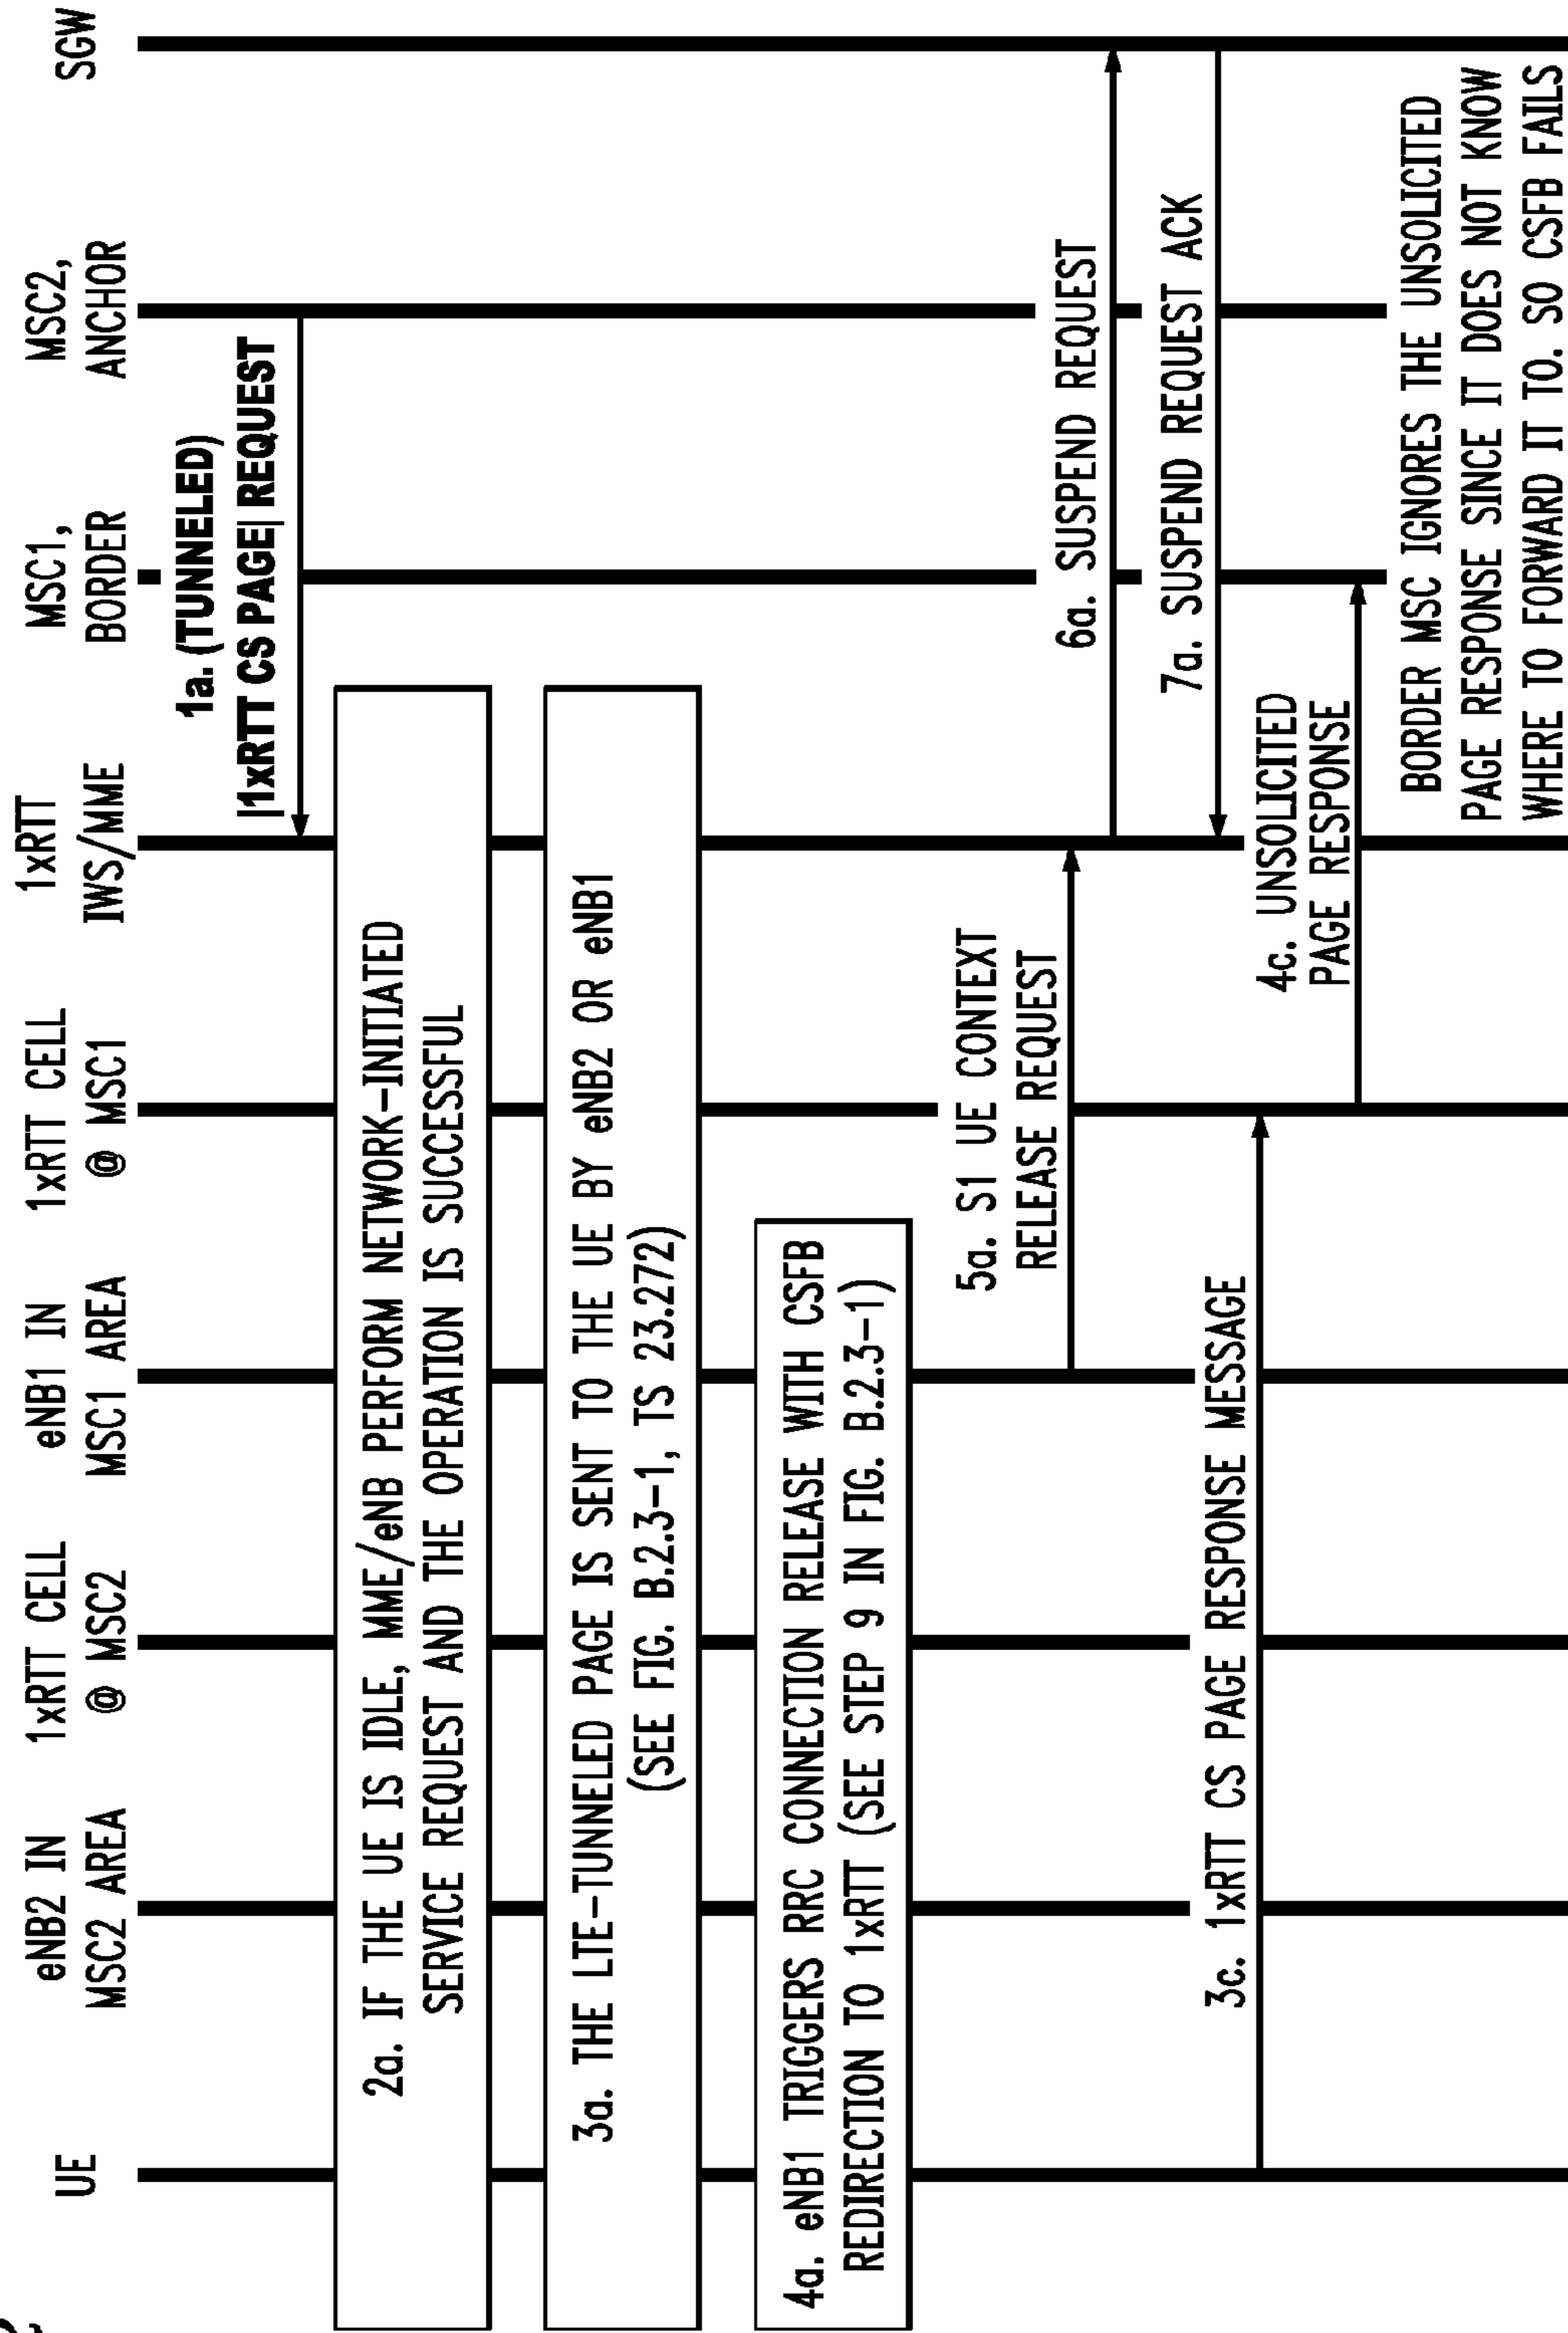 UE
eNB2 IN
MSC2 AREA
1xRTT CELL
@ MSC2
eNB1 IN
MSC1 AREA
1xRTT CELL
@ MSC1
1xRTT
IWS/MME
MSC1,
BORDER
MSC2,
ANCHOR
SGW
1a. (TUNNELED)
|1xRTT CS PAGE| REQUEST
2a. IF THE UE IS IDLE, MME/eNB PERFORM NETWORK-INITIATED
SERVICE REQUEST AND THE OPERATION IS SUCCESSFUL
3a. THE LTE-TUNNELED PAGE IS SENT TO THE UE BY eNB2 OR eNB1
(SEE FIG. B.2.3-1, TS 23.272)
4a. eNB1 TRIGGERS RRC CONNECTION RELEASE WITH CSFB
REDIRECTION TO 1xRTT (SEE STEP 9 IN FIG. B.2.3-1)
5a. S1 UE CONTEXT
RELEASE REQUEST
6a. SUSPEND REQUEST
7a. SUSPEND REQUEST ACK
3c. 1xRTT CS PAGE RESPONSE MESSAGE
4c. UNSOLICITED
PAGE RESPONSE
BORDER MSC IGNORES THE UNSOLICITED
PAGE RESPONSE SINCE IT DOES NOT KNOW
WHERE TO FORWARD IT TO. SO CSFB FAILS